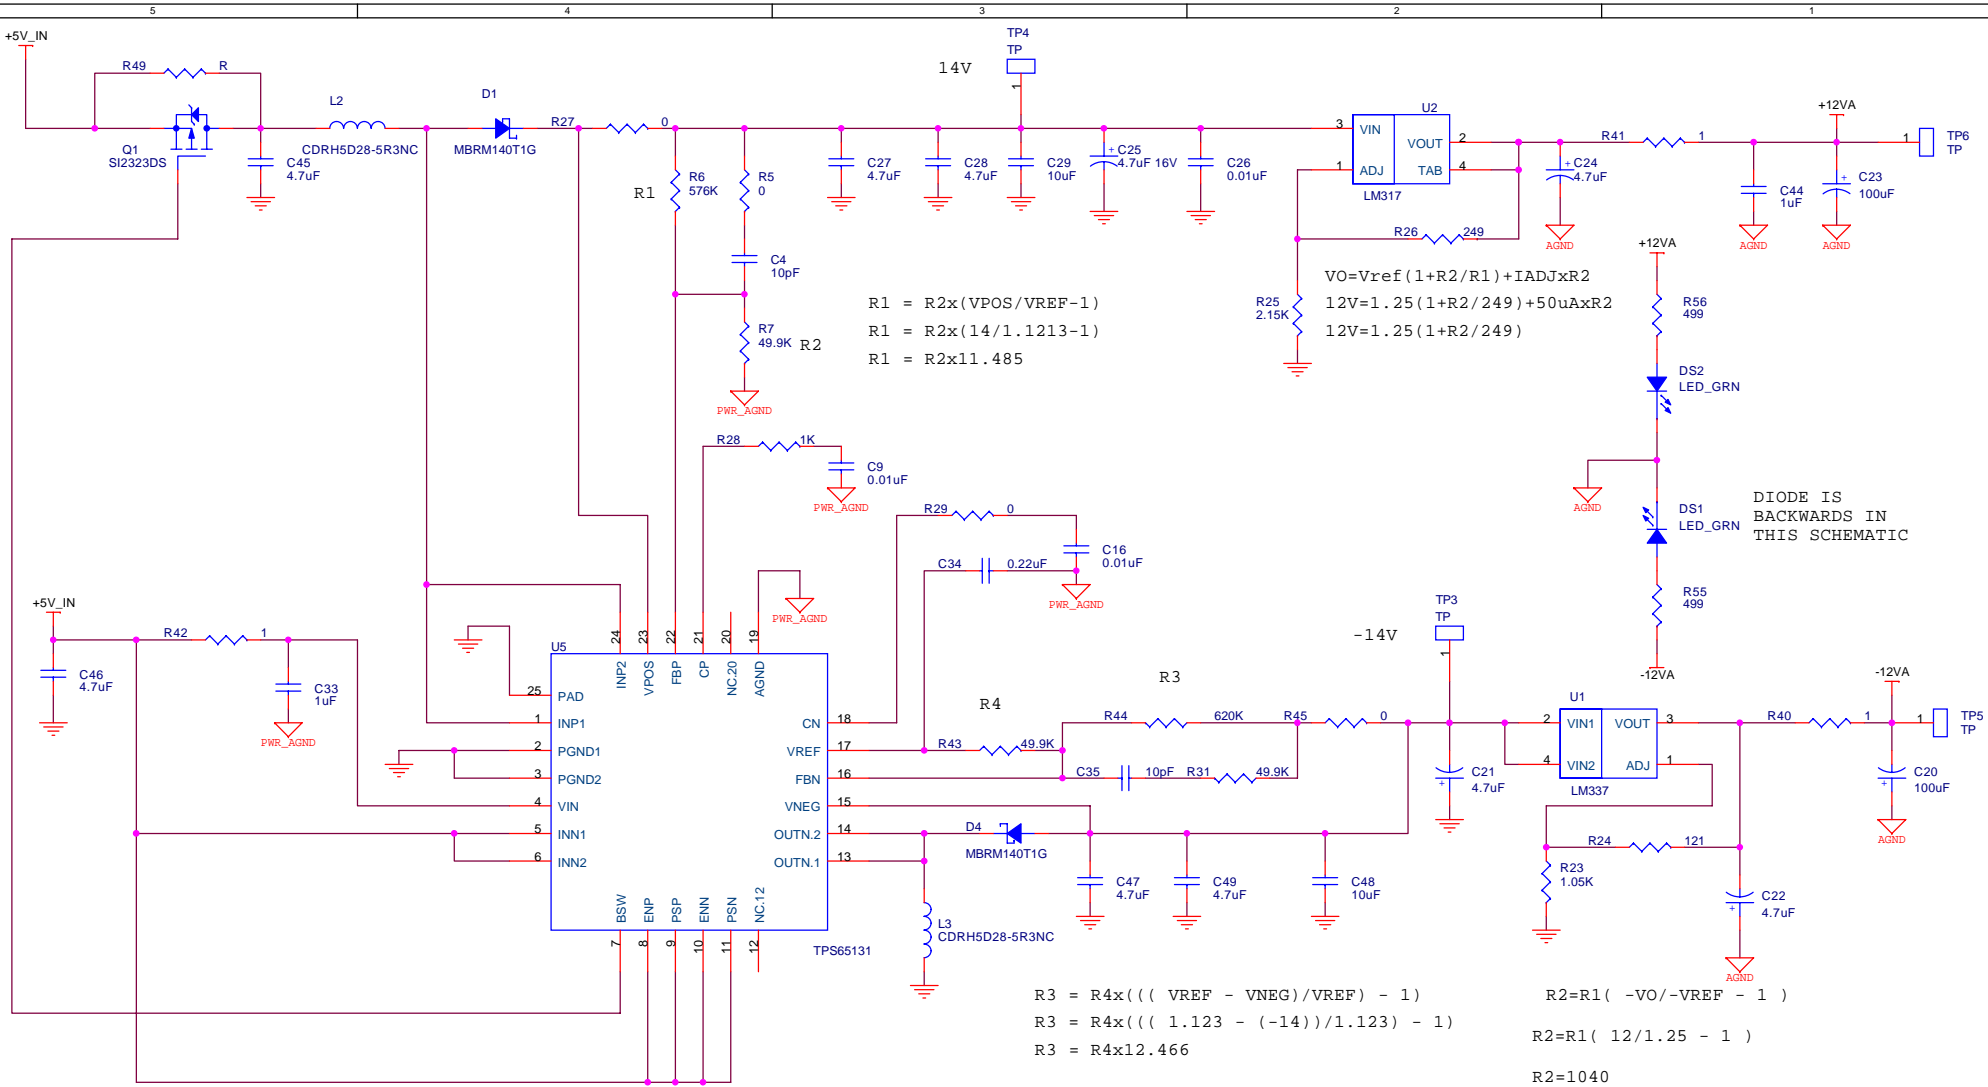 5 4 3 2 1
+5V_IN
R49 R
Q1
SI2323DS
L2
CDRH5D28-5R3NC
C45
4.7uF
D1
MBRM140T1G
R27 0
R1
R6
576K
R5
0
C4
10pF
R7
49.9K
R2
PWR_AGND
14V
TP4
TP
1
C27
4.7uF
C28
4.7uF
C29
10uF
+
C25
4.7uF 16V
C26
0.01uF
U2
3 VIN
VOUT 2
1 ADJ
TAB 4
LM317
+
C24
4.7uF
AGND
R41 1
C44
1uF
AGND
+12VA
+
C23
100uF
AGND
1
TP6
TP
R26 249
R25
2.15K
VO=Vref(1+R2/R1)+IADJxR2
12V=1.25(1+R2/249)+50uAxR2
12V=1.25(1+R2/249)
R1 = R2x(VPOS/VREF-1)
R1 = R2x(14/1.1213-1)
R1 = R2x11.485
+12VA
R56
499
DS2
LED_GRN
AGND
DS1
LED_GRN
R55
499
-12VA
DIODE IS
BACKWARDS IN
THIS SCHEMATIC
R28 1K
C9
0.01uF
PWR_AGND
R29 0
C16
0.01uF
C34 0.22uF
PWR_AGND
PWR_AGND
+5V_IN
C46
4.7uF
R42 1
C33
1uF
PWR_AGND
U5
24 INP2
23 VPOS
22 FBP
21 CP
20 NC.20
19 AGND
25 PAD
1 INP1
2 PGND1
3 PGND2
4 VIN
5 INN1
6 INN2
CN 18
VREF 17
FBN 16
VNEG 15
OUTN.2 14
OUTN.1 13
BSW 7
ENP 8
PSP 9
ENN 10
PSN 11
NC.12 12
TPS65131
R4
R43 49.9K
R3
R44 620K
R45 0
C35 10pF
R31 49.9K
D4
MBRM140T1G
L3
CDRH5D28-5R3NC
C47
4.7uF
C49
4.7uF
C48
10uF
-14V
TP3
TP
1
+
C21
4.7uF
U1
2 VIN1
VOUT 3
4 VIN2
ADJ 1
LM337
R40 1
-12VA
1
TP5
TP
+
C20
100uF
AGND
R24 121
R23
1.05K
+
C22
4.7uF
AGND
R3 = R4x((( VREF - VNEG)/VREF) - 1)
R3 = R4x((( 1.123 - (-14))/1.123) - 1)
R3 = R4x12.466
R2=R1( -VO/-VREF - 1 )
R2=R1( 12/1.25 - 1 )
R2=1040